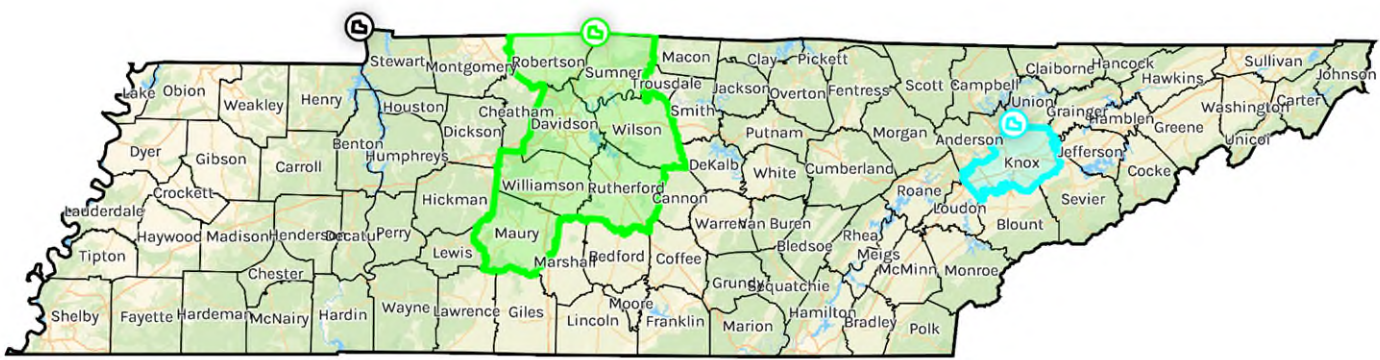 Stewart
Montgomery
Robertson
Sumner
Macon
Clay
Pickett
Trousdale
Jackson
Overton
Fentress
Scott
Campbell
Claiborne
Hancock
Hawkins
Sullivan
Johnson
Lake
Obion
Weakley
Henry
Houston
Cheatham
Davidson
Wilson
Smith
Union
Grainger
Hamblen
Washington
Carter
Dickson
Putnam
Morgan
Anderson
Greene
Unicoi
Dyer
Gibson
Carroll
Benton
Humphreys
DeKalb
White
Cumberland
Knox
Jefferson
Cocke
Crockett
Williamson
Rutherford
Cannon
Roane
Hickman
Loudon
Sevier
Lauderdale
Haywood
Madison
Henderson
Decatu
Perry
Maury
Warren
Van Buren
Blount
Tipton
Lewis
Marshall
Bedford
Coffee
Bledsoe
Rhea
Meigs
McMinn
Monroe
Chester
Grundy
Sequatchie
Shelby
Fayette
Hardeman
McNairy
Hardin
Wayne
Lawrence
Giles
Moore
Lincoln
Franklin
Marion
Hamilton
Bradley
Polk